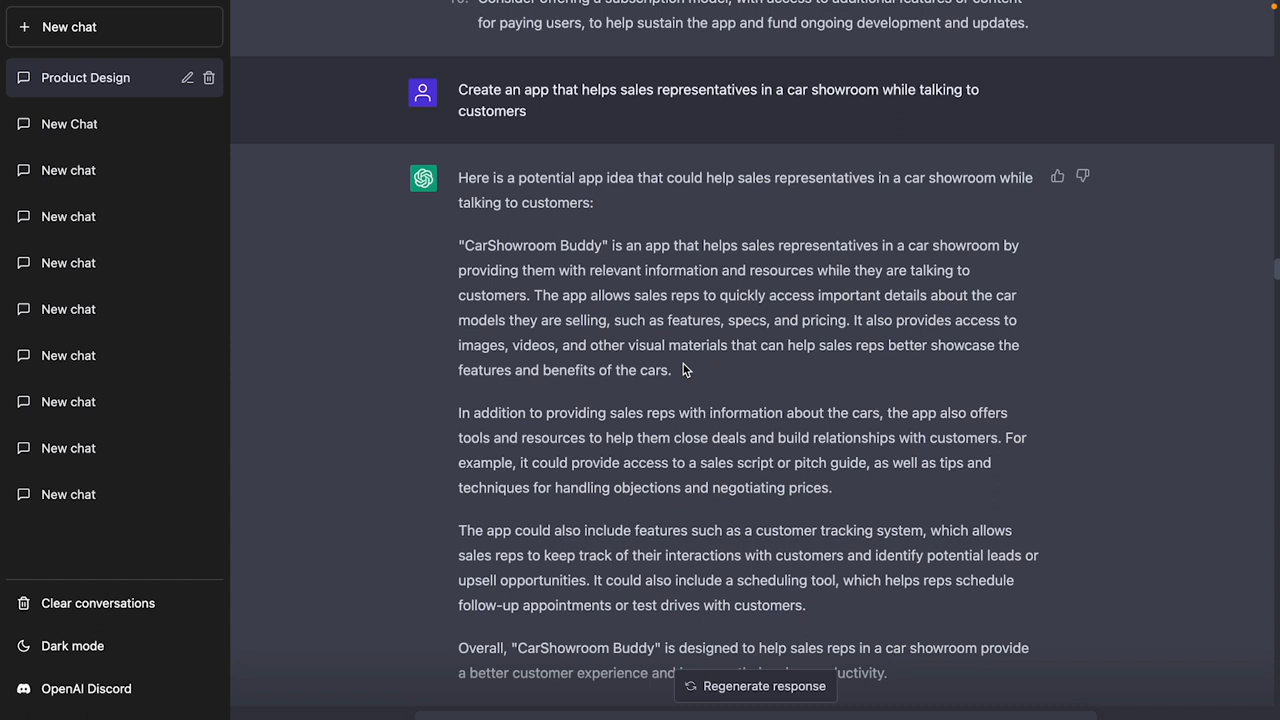 New chat
Product Design
New Chat
New chat
New chat
New chat
New chat
New chat
New chat
New chat
New chat
Clear conversations
Dark mode
OpenAI Discord
Consider offering a subscription model, with access to additional features or content
for paying users, to help sustain the app and fund ongoing development and updates.
Create an app that helps sales representatives in a car showroom while talking to
customers
Here is a potential app idea that could help sales representatives in a car showroom while
talking to customers:
"CarShowroom Buddy" is an app that helps sales representatives in a car showroom by
providing them with relevant information and resources while they are talking to
customers. The app allows sales reps to quickly access important details about the car
models they are selling, such as features, specs, and pricing. It also provides access to
images, videos, and other visual materials that can help sales reps better showcase the
features and benefits of the cars.
In addition to providing sales reps with information about the cars, the app also offers
tools and resources to help them close deals and build relationships with customers. For
example, it could provide access to a sales script or pitch guide, as well as tips and
techniques for handling objections and negotiating prices.
The app could also include features such as a customer tracking system, which allows
sales reps to keep track of their interactions with customers and identify potential leads or
upsell opportunities. It could also include a scheduling tool, which helps reps schedule
follow-up appointments or test drives with customers.
Overall, "CarShowroom Buddy" is designed to help sales reps in a car showroom provide
a better customer experience and
Regenerate response